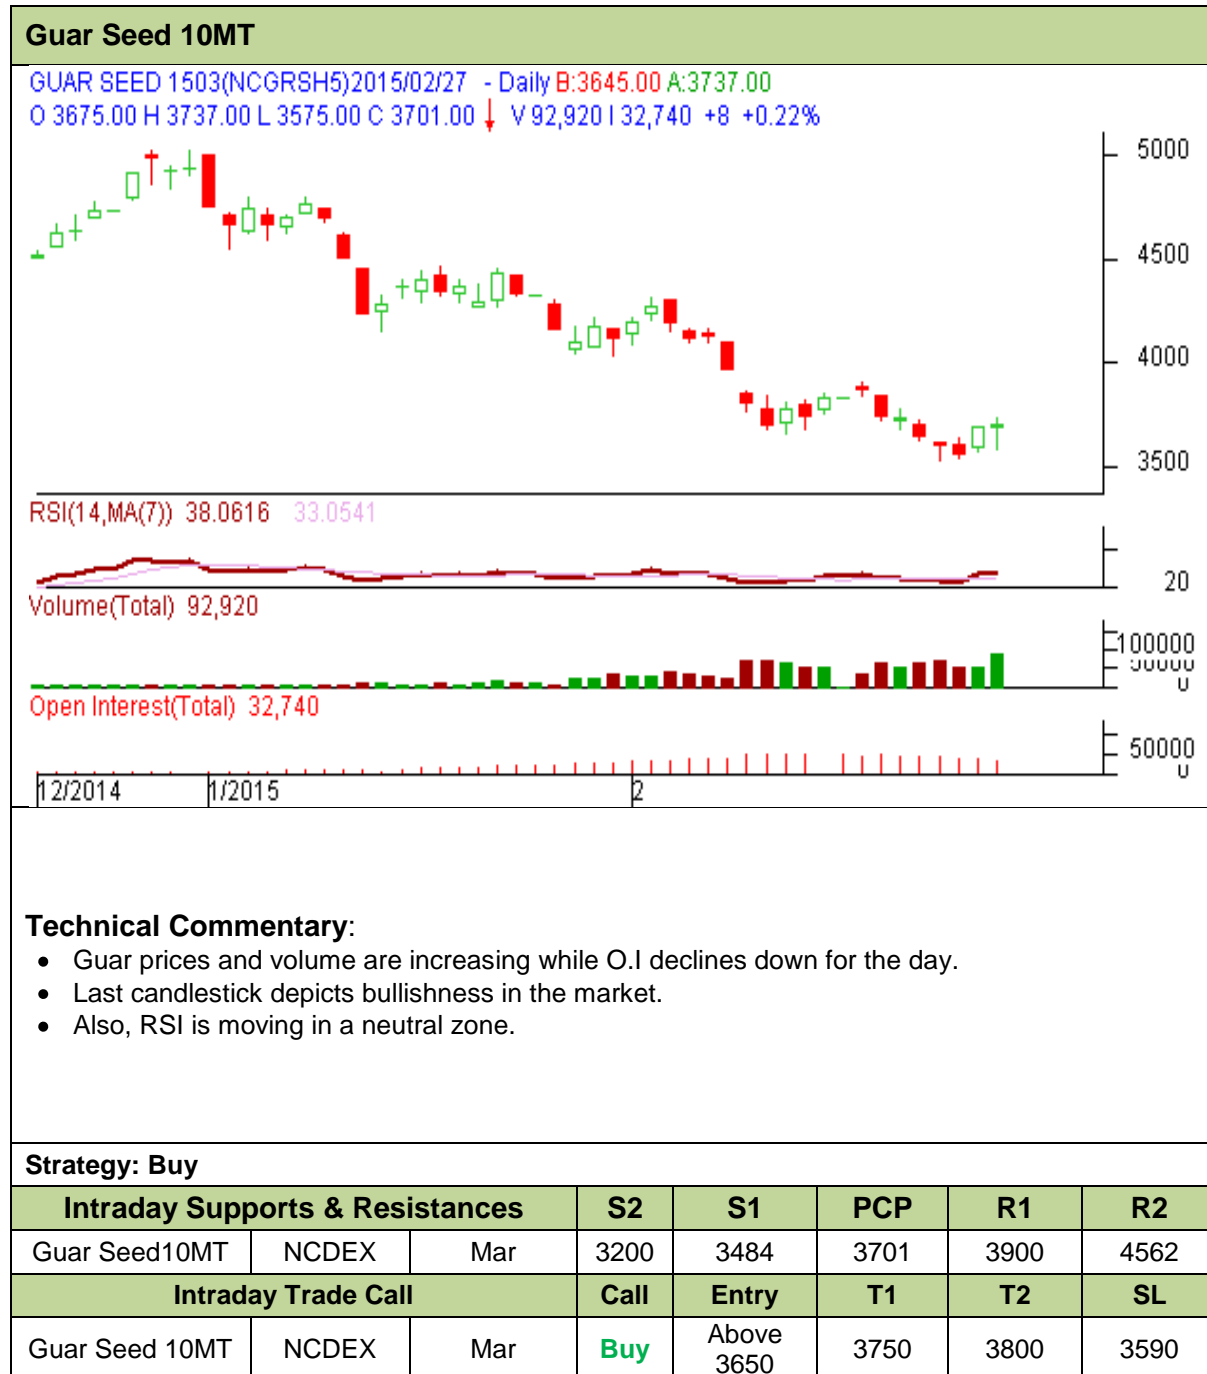 Guar Seed 10MT
GUAR SEED 1503(NCGRSH5)2015/02/27 - Daily B:3645.00 A:3737.00
O 3675.00 H 3737.00 L 3575.00 C 3701.00 ↓ V 92,920 I 32,740 +8 +0.22%
5000
4500
4000
3500
RSI(14,MA(7)) 38.0616 33.0541
20
Volume(Total) 92,920
100000
50000
0
Open Interest(Total) 32,740
50000
0
12/2014 1/2015 2
Technical Commentary:
• Guar prices and volume are increasing while O.I declines down for the day.
• Last candlestick depicts bullishness in the market.
• Also, RSI is moving in a neutral zone.
Strategy: Buy
Intraday Supports & Resistances S2 S1 PCP R1 R2
Guar Seed10MT NCDEX Mar 3200 3484 3701 3900 4562
Intraday Trade Call Call Entry T1 T2 SL
Guar Seed 10MT NCDEX Mar Buy Above 3650 3750 3800 3590